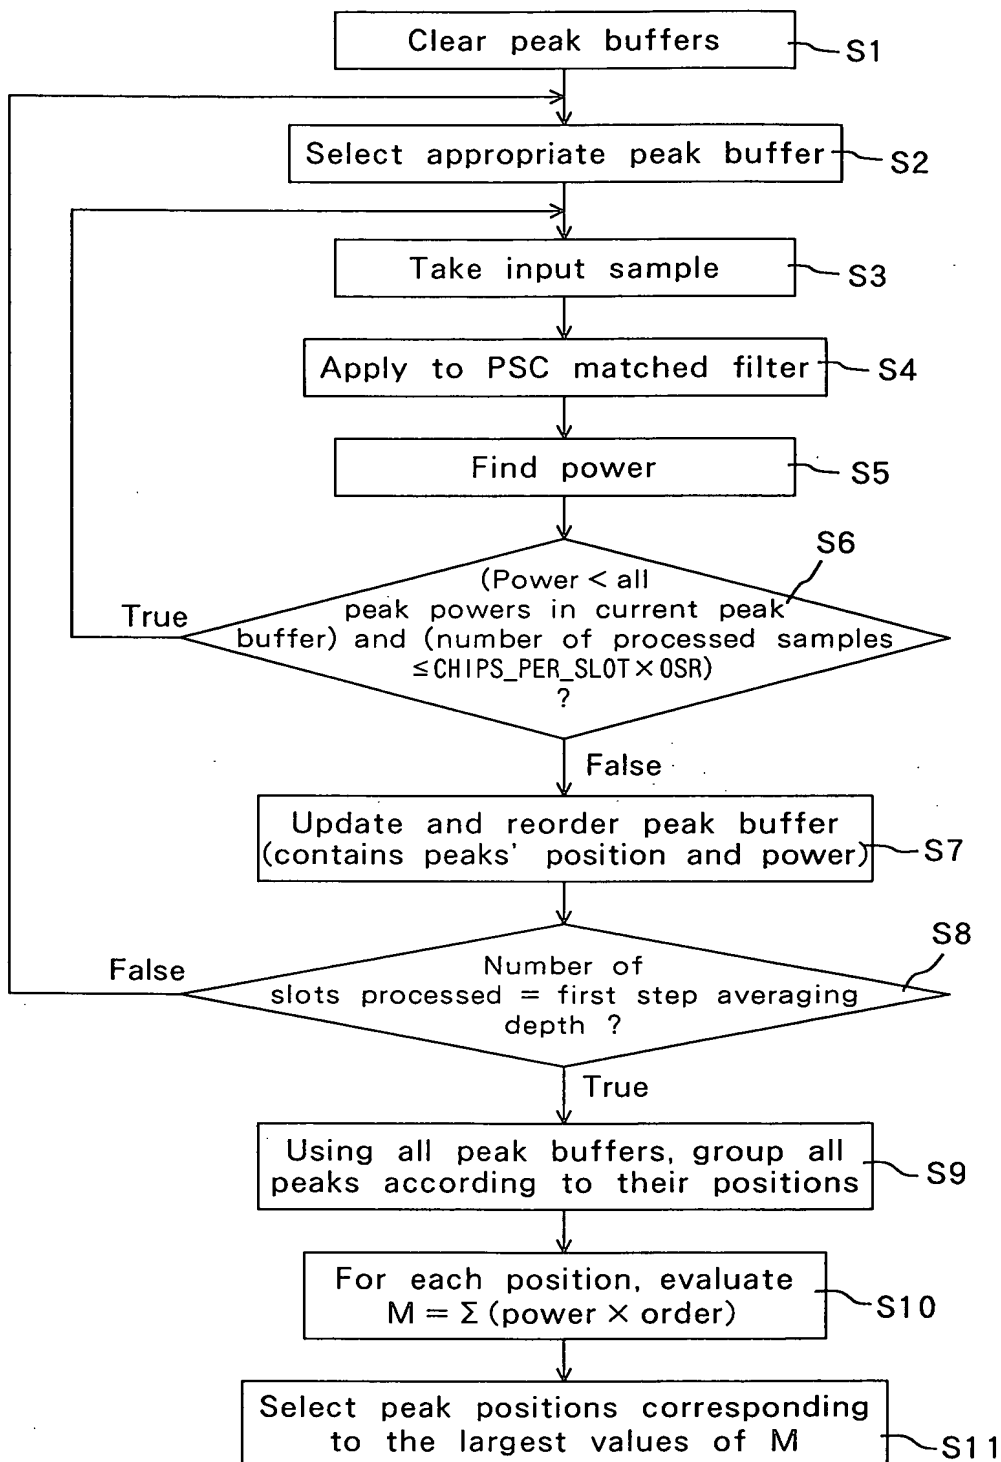 Clear peak buffers
S1
Select appropriate peak buffer
S2
Take input sample
S3
Apply to PSC matched filter
S4
Find power
S5
S6
(Power < all
peak powers in current peak
buffer) and (number of processed samples
≤CHIPS_PER_SLOT×OSR)
?
True
False
Update and reorder peak buffer
(contains peaks' position and power)
S7
S8
Number of
slots processed = first step averaging
depth ?
False
True
Using all peak buffers, group all
peaks according to their positions
S9
For each position, evaluate
M = Σ (power × order)
S10
Select peak positions corresponding
to the largest values of M
S11